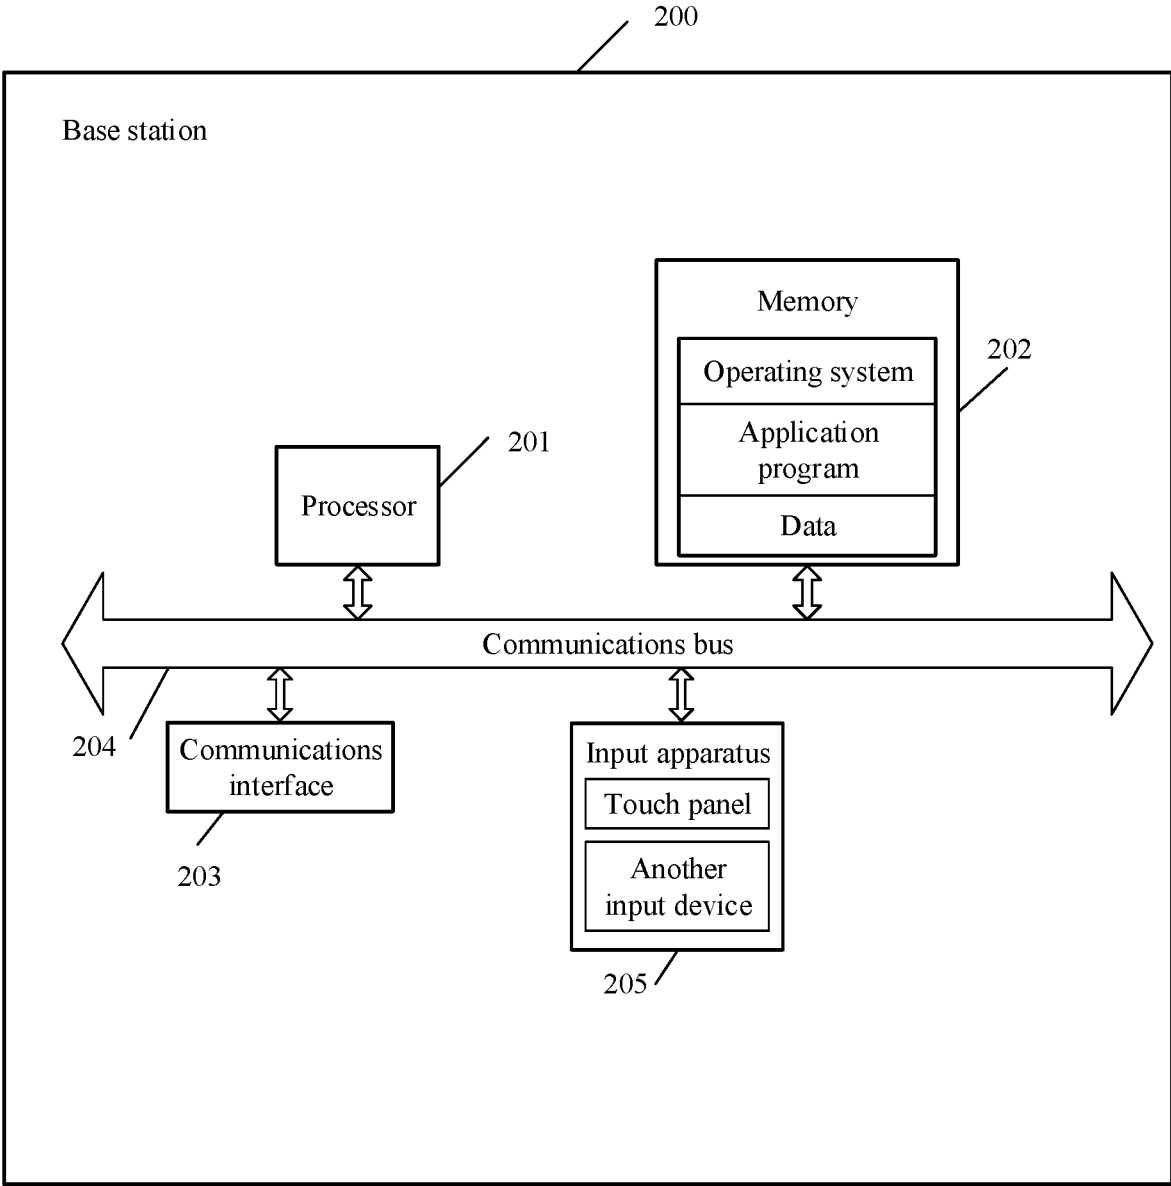 200
Base station
Memory
202
Operating system
Application
program
Data
201
Processor
Communications bus
204
Communications
interface
203
Input apparatus
Touch panel
Another
input device
205